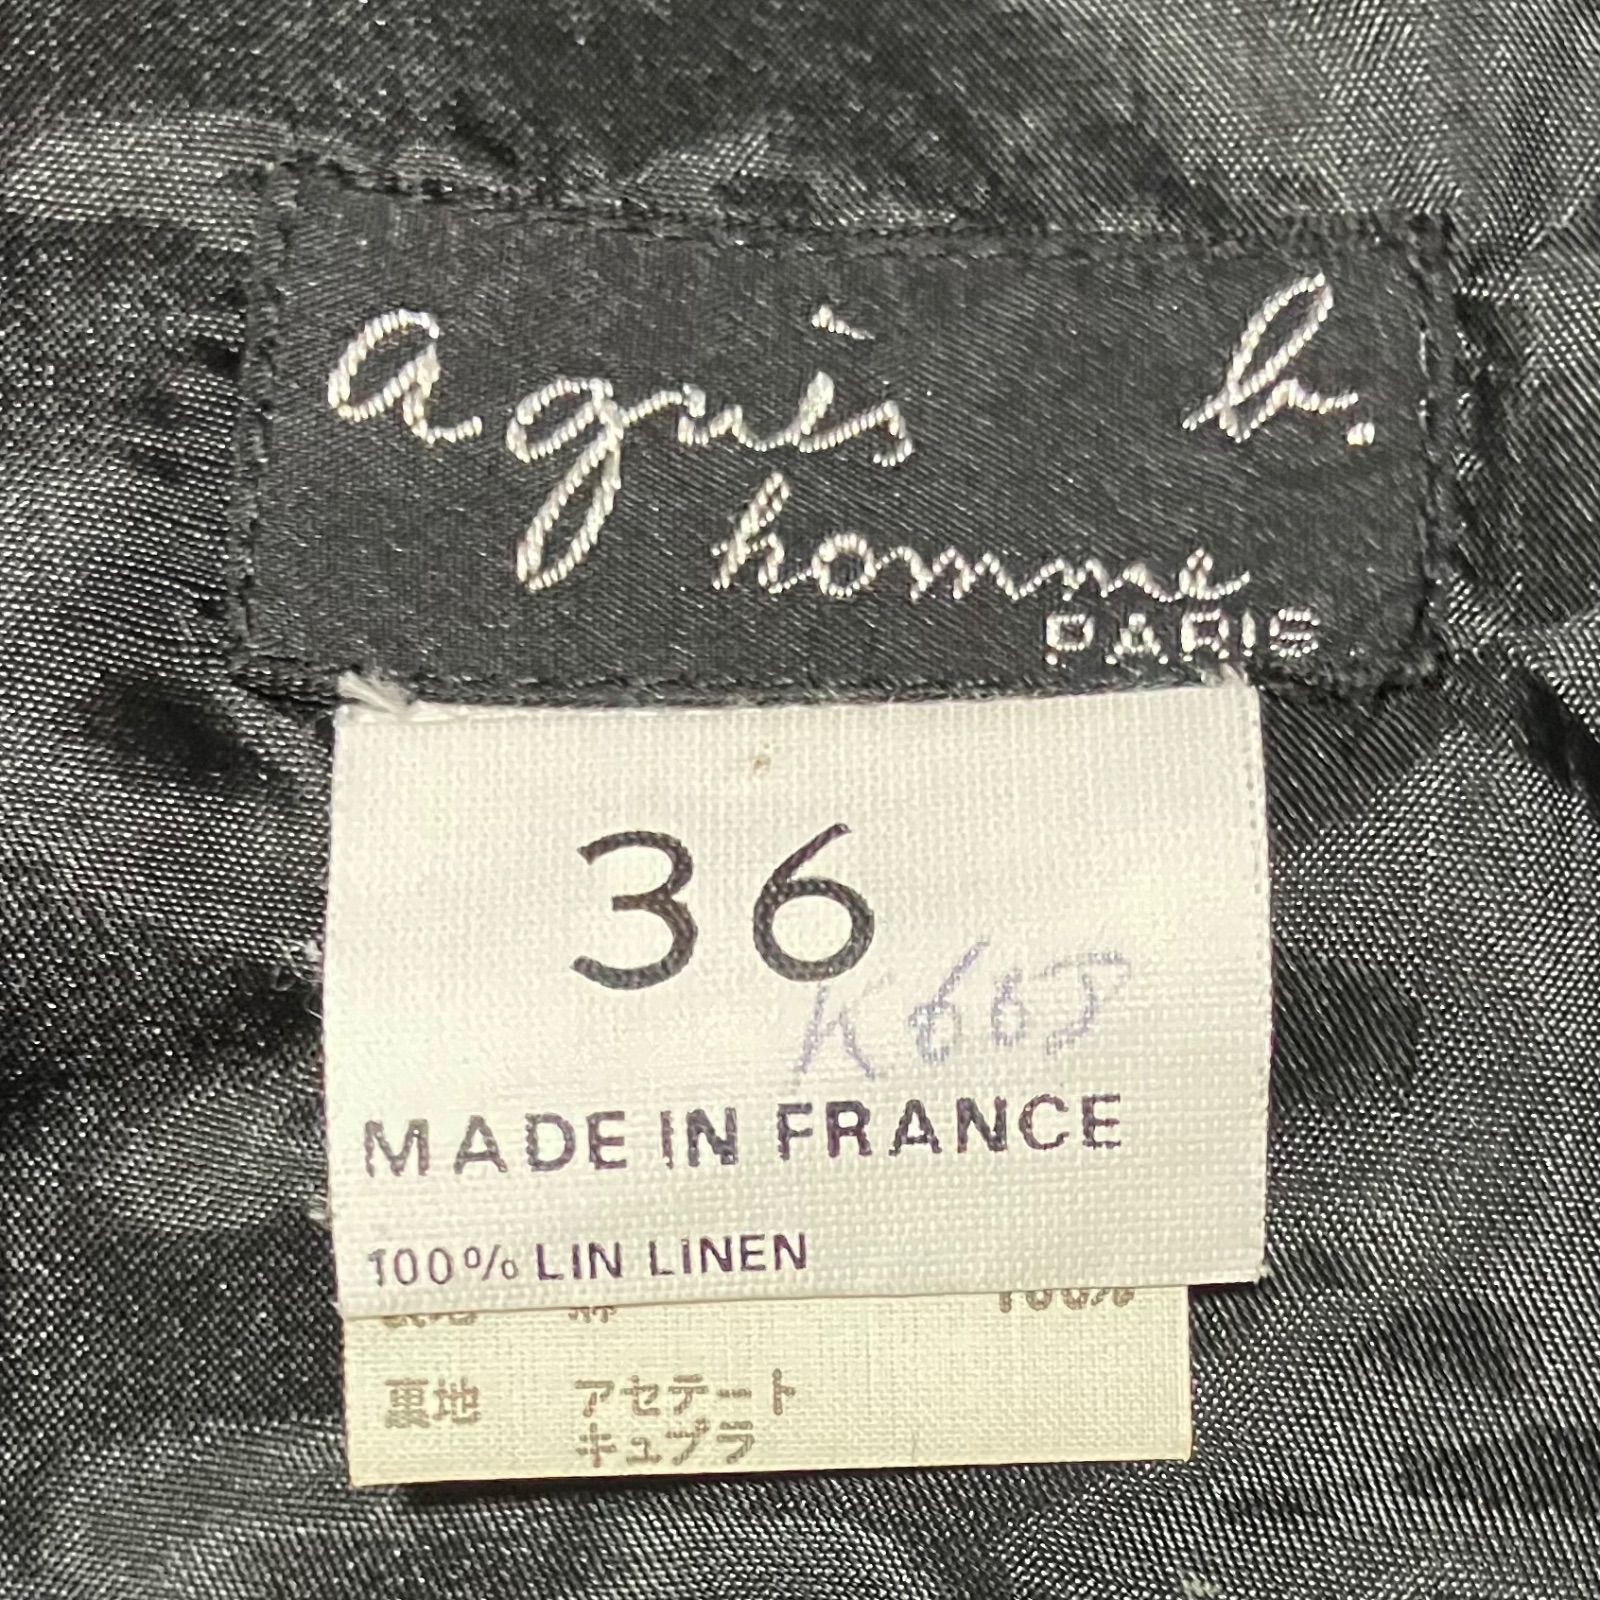 agnès b.
homme
PARIS
36
MADE IN FRANCE
100% LIN LINEN
100%
裏地 アセテート
キュプラ